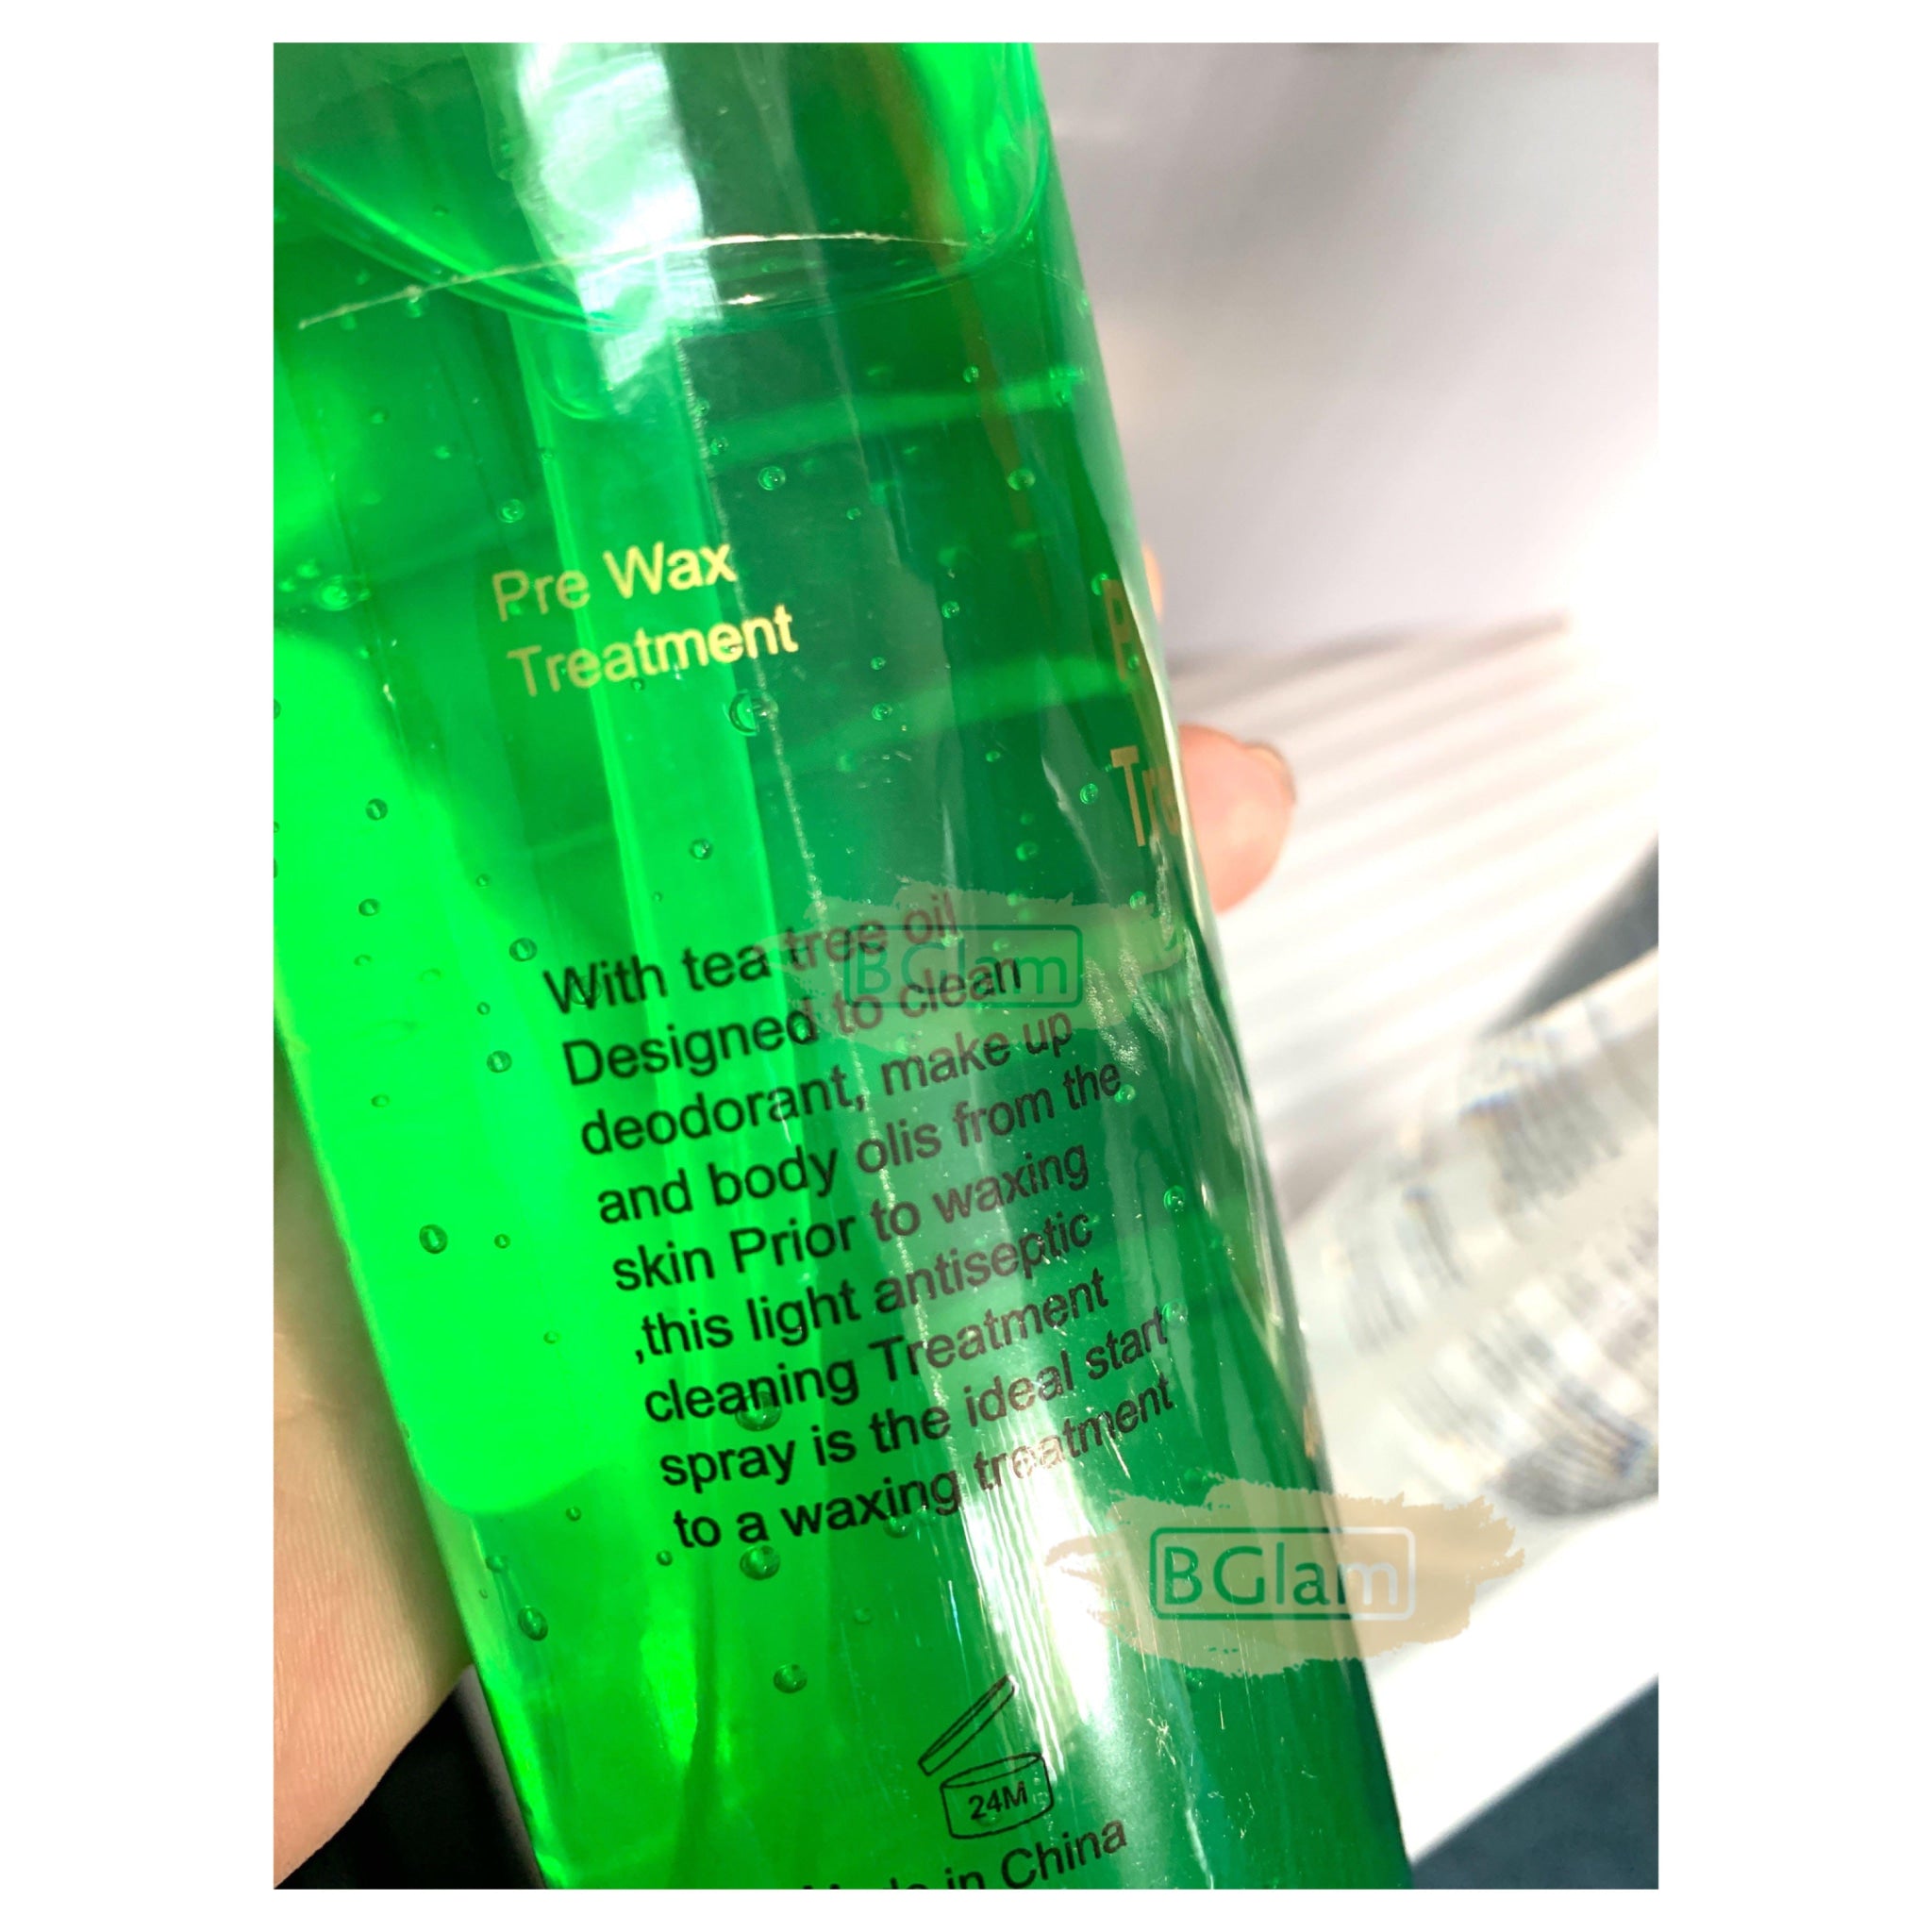 Pre Wax
Treatment
With tea tree oil
Designed to clean
deodorant, make up
and body olis from the
skin Prior to waxing
,this light antiseptic
cleaning Treatment
spray is the ideal start
to a waxing treatment
BGlam
BGlam
24M
Made in China